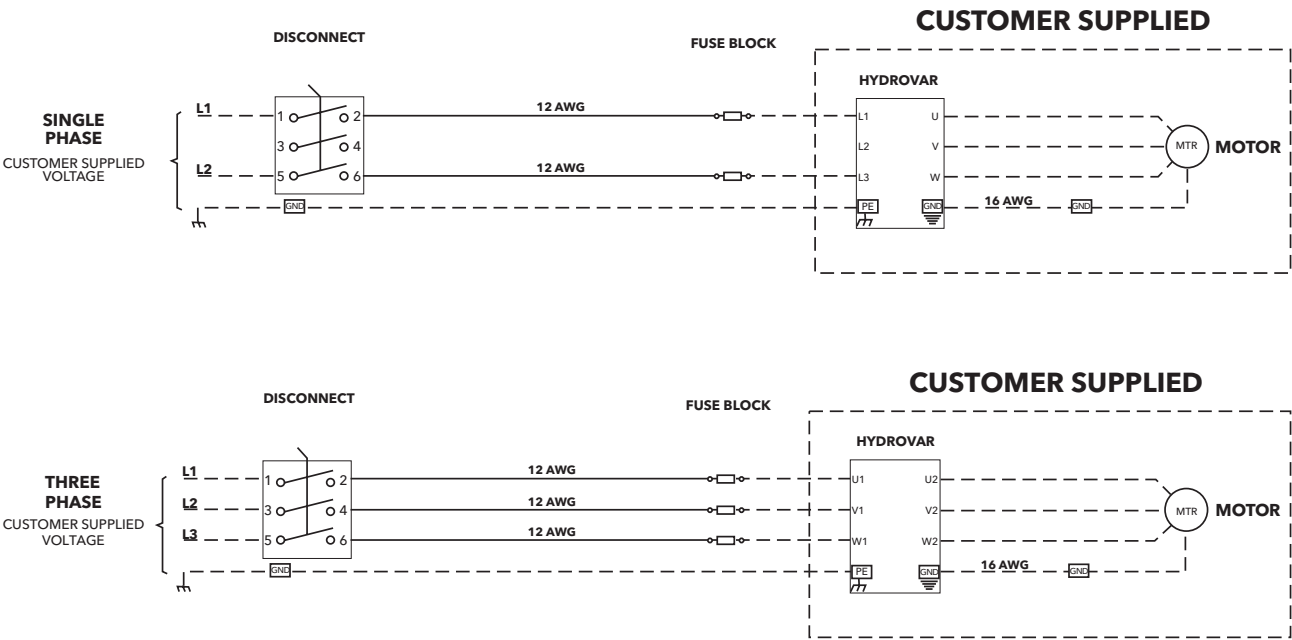 CUSTOMER SUPPLIED
DISCONNECT
FUSE BLOCK
HYDROVAR
SINGLE
PHASE
CUSTOMER SUPPLIED
VOLTAGE
L1
1 2
12 AWG
L1 U
3 4
L2 V
MTR
MOTOR
L2
5 6
12 AWG
L3 W
GND
PE
GND
16 AWG
GND
CUSTOMER SUPPLIED
DISCONNECT
FUSE BLOCK
HYDROVAR
THREE
PHASE
CUSTOMER SUPPLIED
VOLTAGE
L1
1 2
12 AWG
U1 U2
L2
3 4
12 AWG
V1 V2
MTR
MOTOR
L3
5 6
12 AWG
W1 W2
GND
PE
GND
16 AWG
GND